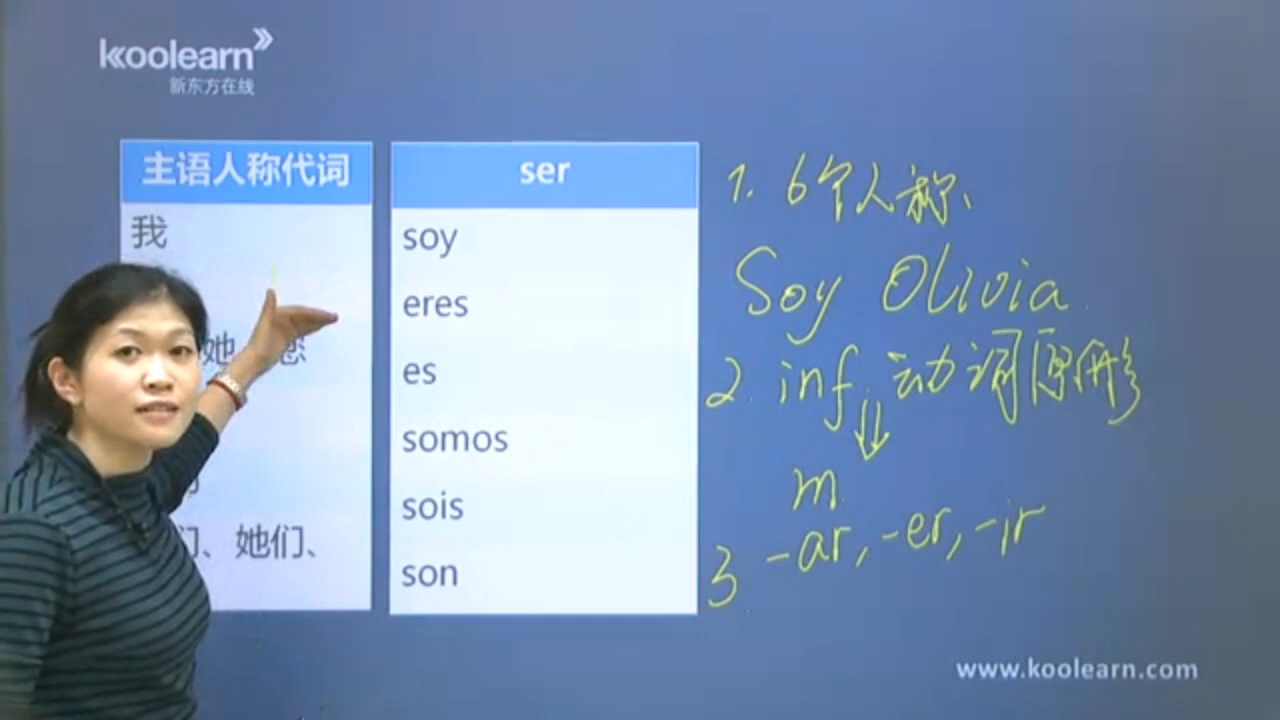 koolearn
新东方在线
主语人称代词
ser
我
soy
eres
她
您
es
somos
sois
们、她们、
son
1. 6个人称、
Soy Olivia
2. inf. 动词原形
⇓
m.
3 -ar, -er, -ir
www.koolearn.com